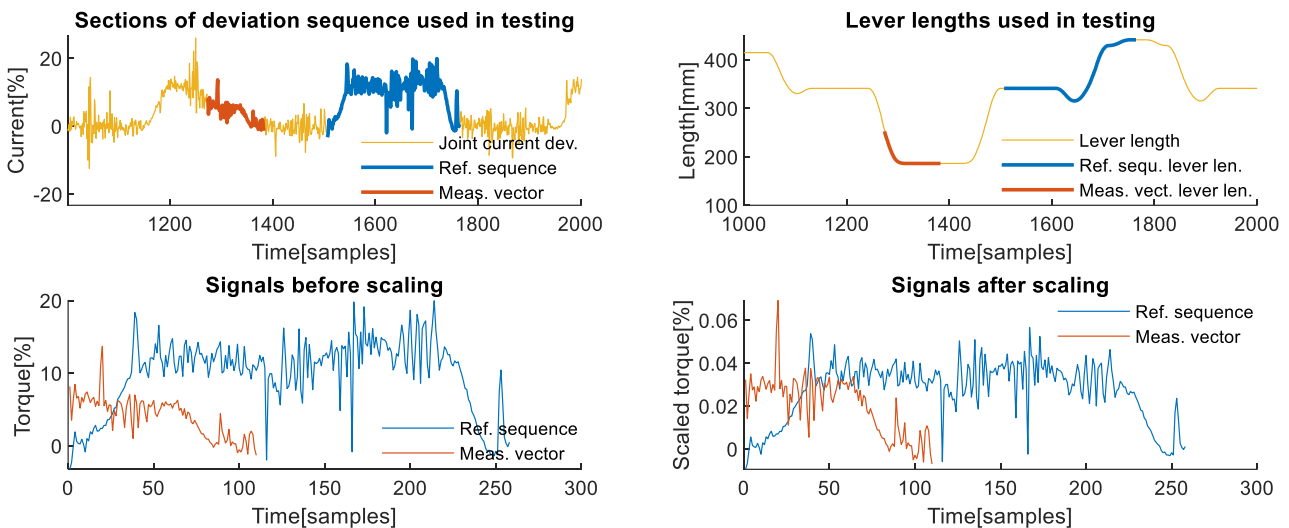 Sections of deviation sequence used in testing
Current[%]
20
0
-20
1200
1400
1600
1800
2000
Time[samples]
Joint current dev.
Ref. sequence
Meas. vector
Lever lengths used in testing
Length[mm]
400
300
200
100
1000
1200
1400
1600
1800
2000
Time[samples]
Lever length
Ref. sequ. lever len.
Meas. vect. lever len.
Signals before scaling
Torque[%]
20
10
0
0
50
100
150
200
250
300
Time[samples]
Ref. sequence
Meas. vector
Signals after scaling
Scaled torque[%]
0.06
0.04
0.02
0
0
50
100
150
200
250
300
Time[samples]
Ref. sequence
Meas. vector